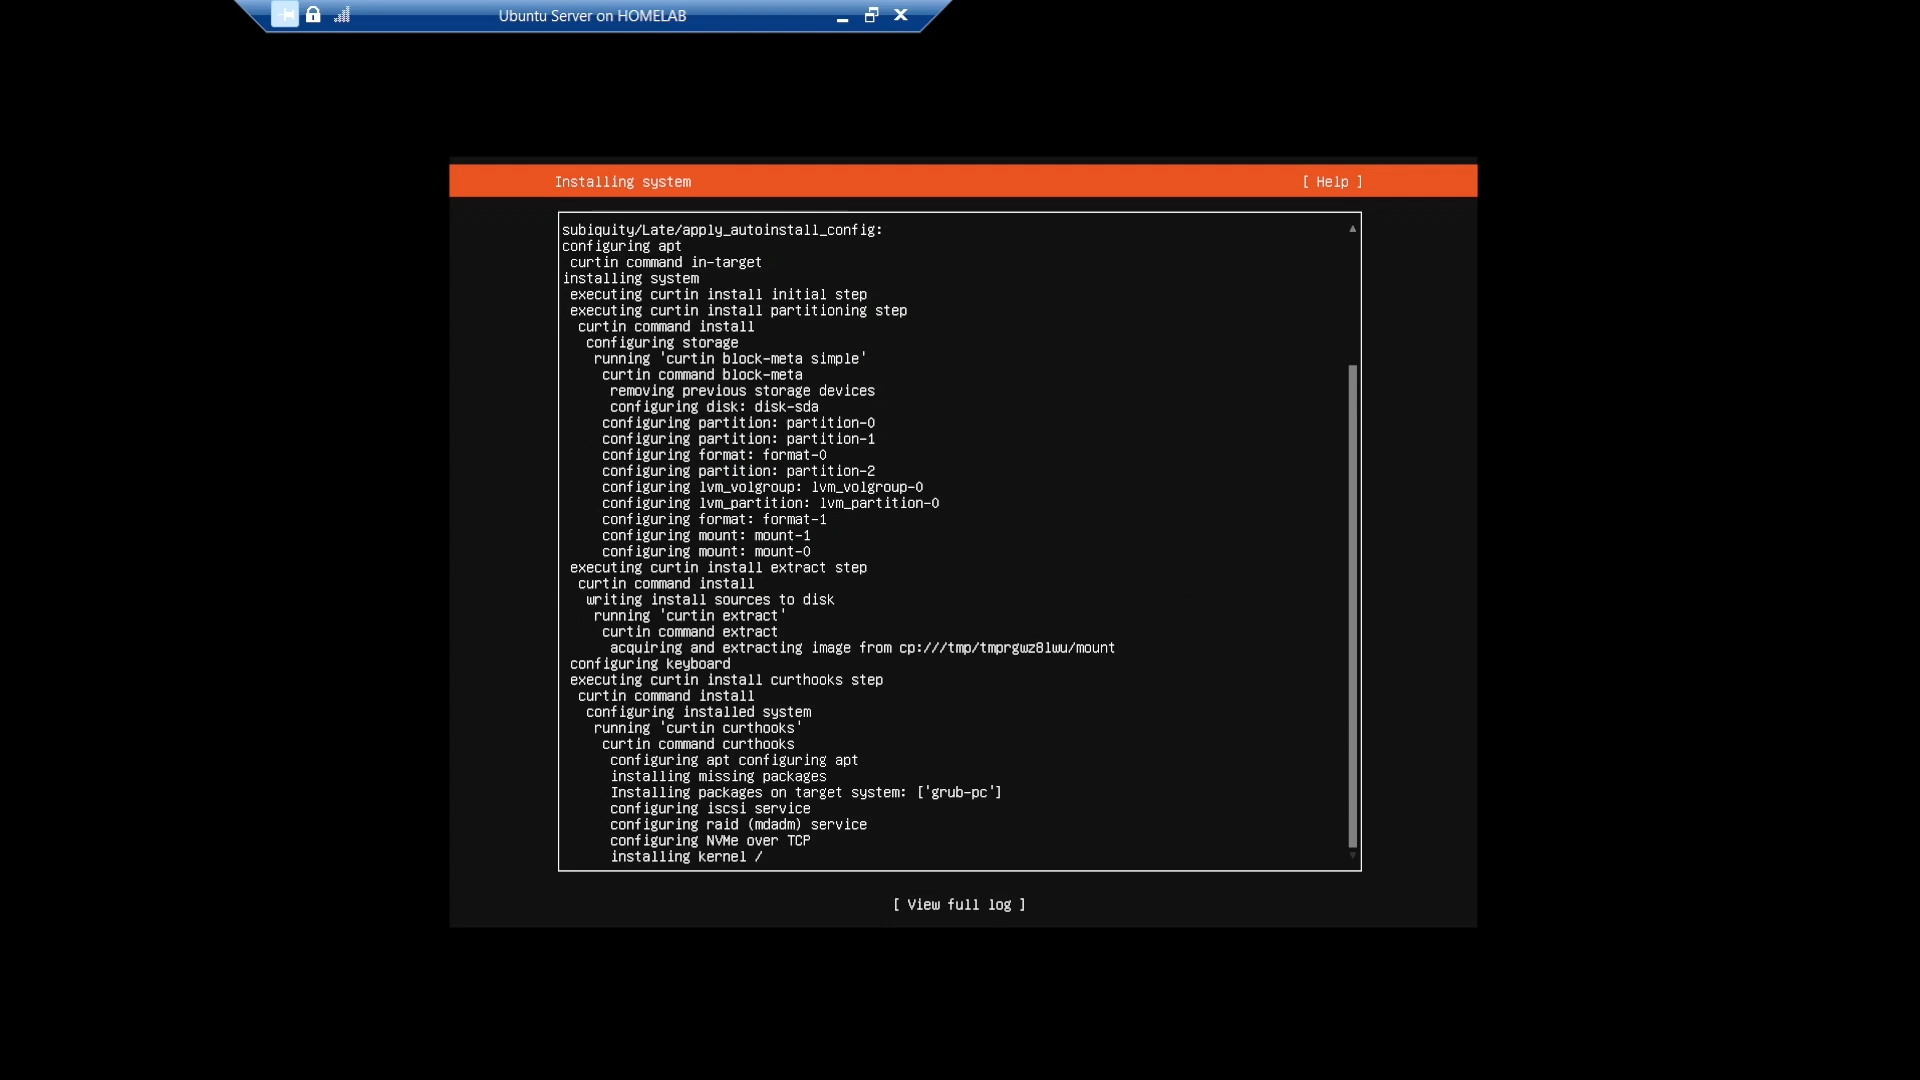 Ubuntu Server on HOMELAB
Installing system [ Help ]
subiquity/Late/apply_autoinstall_config:
configuring apt
curtin command in-target
installing system
executing curtin install initial step
executing curtin install partitioning step
curtin command install
configuring storage
running 'curtin block-meta simple'
curtin command block-meta
removing previous storage devices
configuring disk: disk-sda
configuring partition: partition-0
configuring partition: partition-1
configuring format: format-0
configuring partition: partition-2
configuring lvm_volgroup: lvm_volgroup-0
configuring lvm_partition: lvm_partition-0
configuring format: format-1
configuring mount: mount-1
configuring mount: mount-0
executing curtin install extract step
curtin command install
writing install sources to disk
running 'curtin extract'
curtin command extract
acquiring and extracting image from cp:///tmp/tmprgwz8lwu/mount
configuring keyboard
executing curtin install curthooks step
curtin command install
configuring installed system
running 'curtin curthooks'
curtin command curthooks
configuring apt configuring apt
installing missing packages
Installing packages on target system: ['grub-pc']
configuring iscsi service
configuring raid (mdadm) service
configuring NVMe over TCP
installing kernel /
[ View full log ]